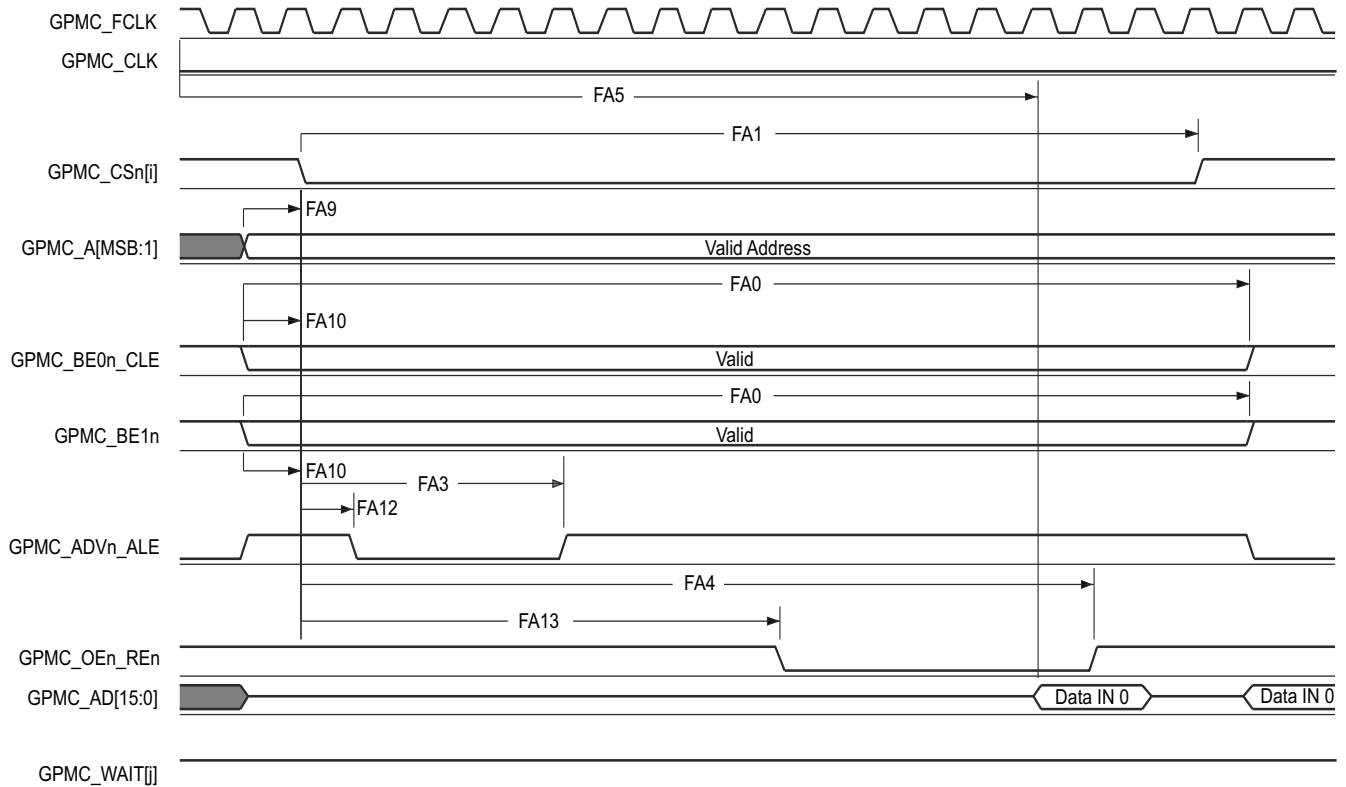 GPMC_FCLK
GPMC_CLK
FA5
FA1
GPMC_CSn[i]
FA9
GPMC_A[MSB:1]
Valid Address
FA0
FA10
GPMC_BE0n_CLE
Valid
FA0
GPMC_BE1n
Valid
FA10
FA3
FA12
GPMC_ADVn_ALE
FA4
FA13
GPMC_OEn_REn
GPMC_AD[15:0]
Data IN 0
Data IN 0
GPMC_WAIT[j]